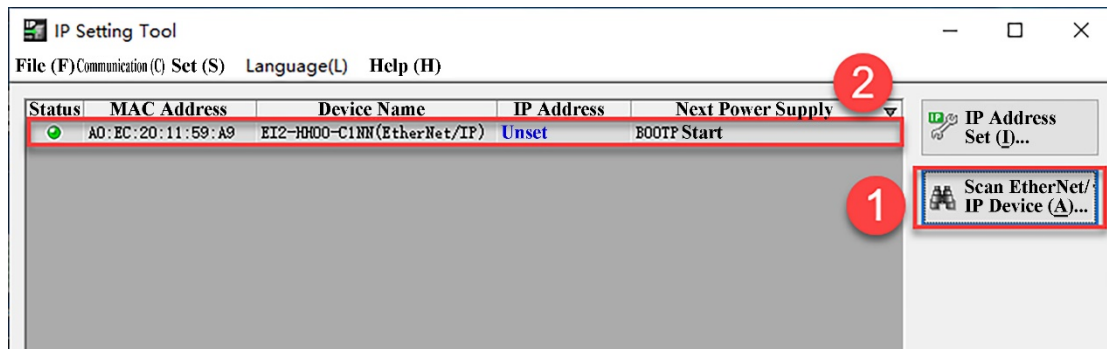 IP Setting Tool
File (F) Communication (C) Set (S) Language(L) Help (H)
Status MAC Address Device Name IP Address Next Power Supply
A0:EC:20:11:59:A9 EI2-HH00-C1NN(EtherNet/IP) Unset BOOTP Start
2
IP Address
Set (I)...
1
Scan EtherNet/
IP Device (A)...